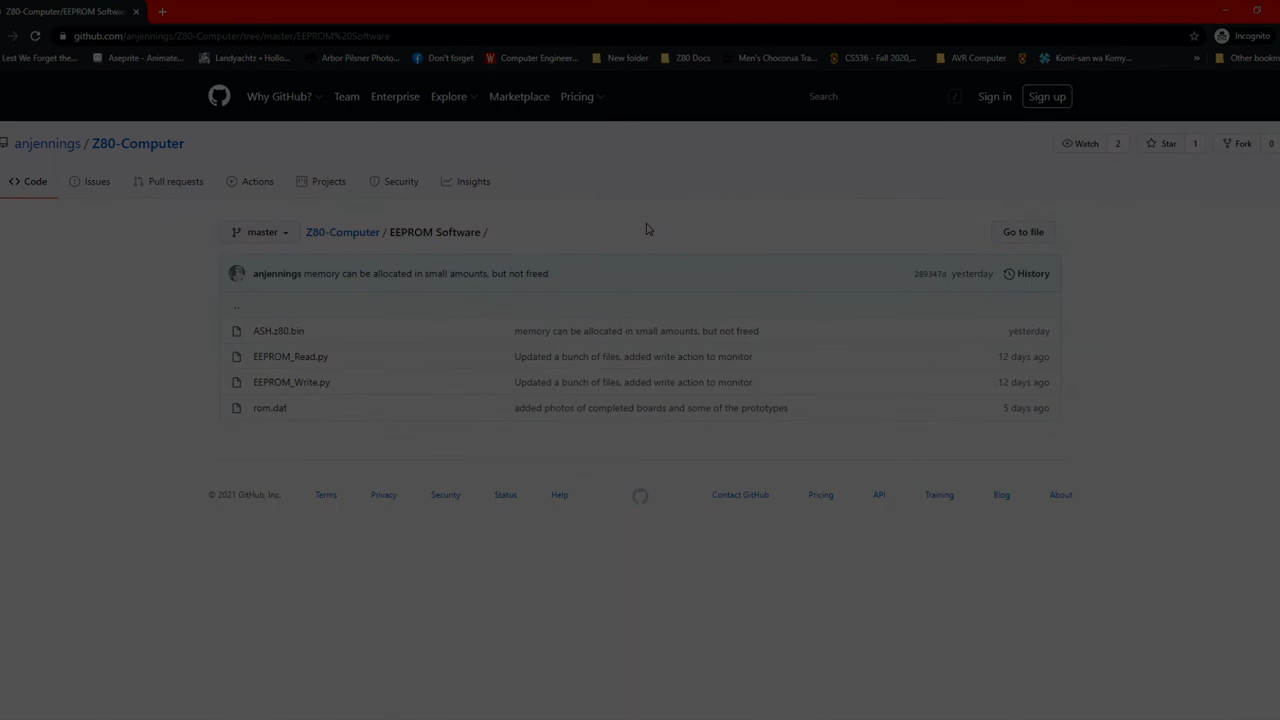 Z80-Computer/EEPROM Softwar
github.com/anjennings/Z80-Computer/tree/master/EEPROM%20Software
Incognito
Lest We Forget the...
Aseprite - Animate...
Landyachtz • Hollo...
Arbor Pilsner Photo...
Don't forget
Computer Engineer...
New folder
Z80 Docs
Men's Choconua Tra...
CS536 - Fall 2020,...
AVR Computer
Komi-san wa Komy...
»
Other bookm
Why GitHub?
Team
Enterprise
Explore
Marketplace
Pricing
Search
/
Sign in
Sign up
anjennings / Z80-Computer
Watch 2
Star 1
Fork 0
Code
Issues
Pull requests
Actions
Projects
Security
Insights
master
Z80-Computer / EEPROM Software /
Go to file
anjennings memory can be allocated in small amounts, but not freed
289347d yesterday
History
..
ASH.z80.bin memory can be allocated in small amounts, but not freed yesterday
EEPROM_Read.py Updated a bunch of files, added write action to monitor 12 days ago
EEPROM_Write.py Updated a bunch of files, added write action to monitor 12 days ago
rom.dat added photos of completed boards and some of the prototypes 5 days ago
© 2021 GitHub, Inc.
Terms
Privacy
Security
Status
Help
Contact GitHub
Pricing
API
Training
Blog
About